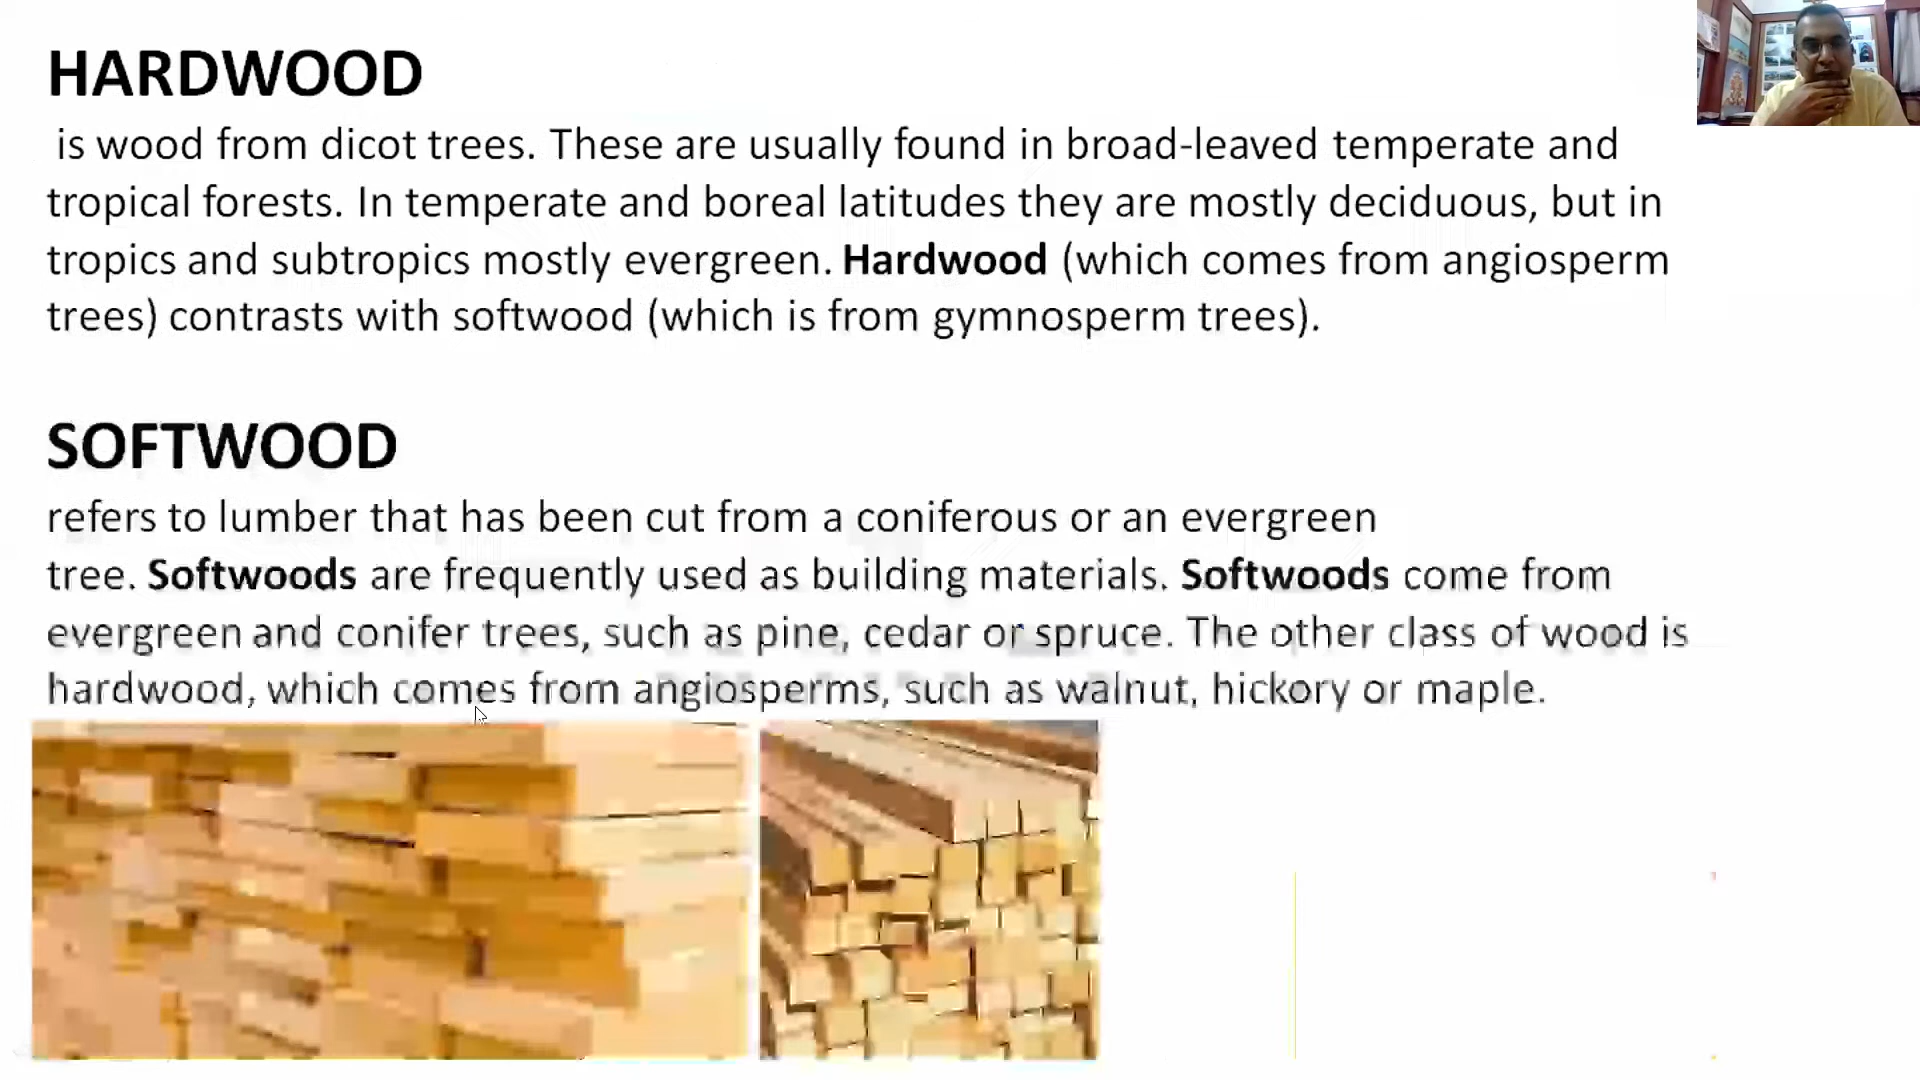 HARDWOOD
is wood from dicot trees. These are usually found in broad-leaved temperate and
tropical forests. In temperate and boreal latitudes they are mostly deciduous, but in
tropics and subtropics mostly evergreen. Hardwood (which comes from angiosperm
trees) contrasts with softwood (which is from gymnosperm trees).
SOFTWOOD
refers to lumber that has been cut from a coniferous or an evergreen
tree. Softwoods are frequently used as building materials. Softwoods come from
evergreen and conifer trees, such as pine, cedar or spruce. The other class of wood is
hardwood, which comes from angiosperms, such as walnut, hickory or maple.